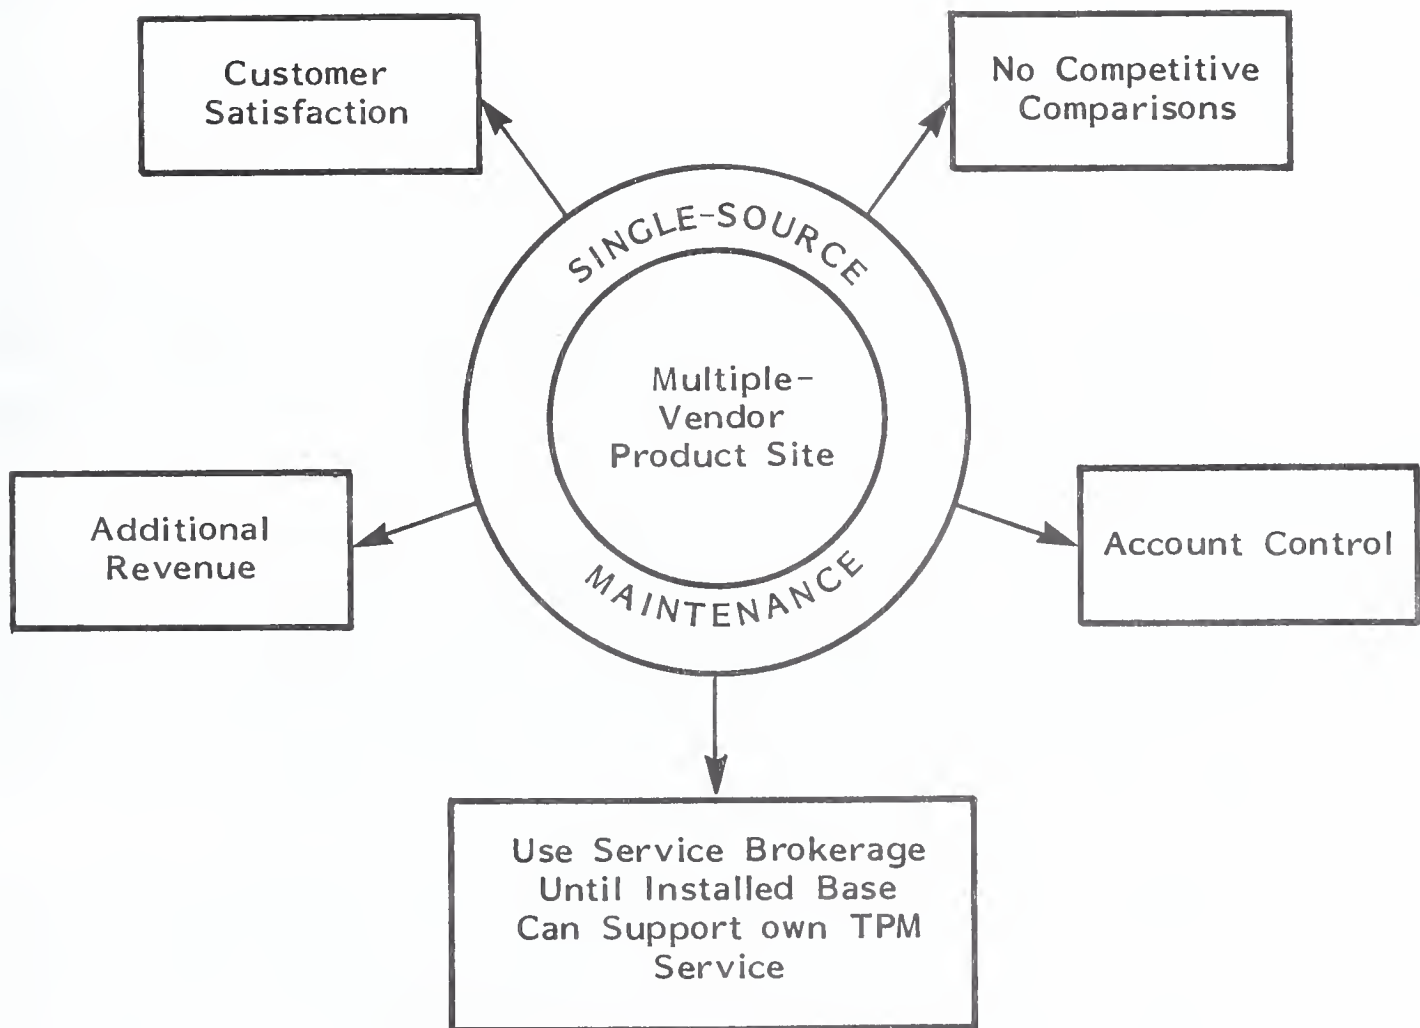 Customer
Satisfaction
No Competitive
Comparisons
SINGLE-SOURCE
Multiple-
Vendor
Product Site
MAINTENANCE
Additional
Revenue
Account Control
Use Service Brokerage
Until Installed Base
Can Support own TPM
Service